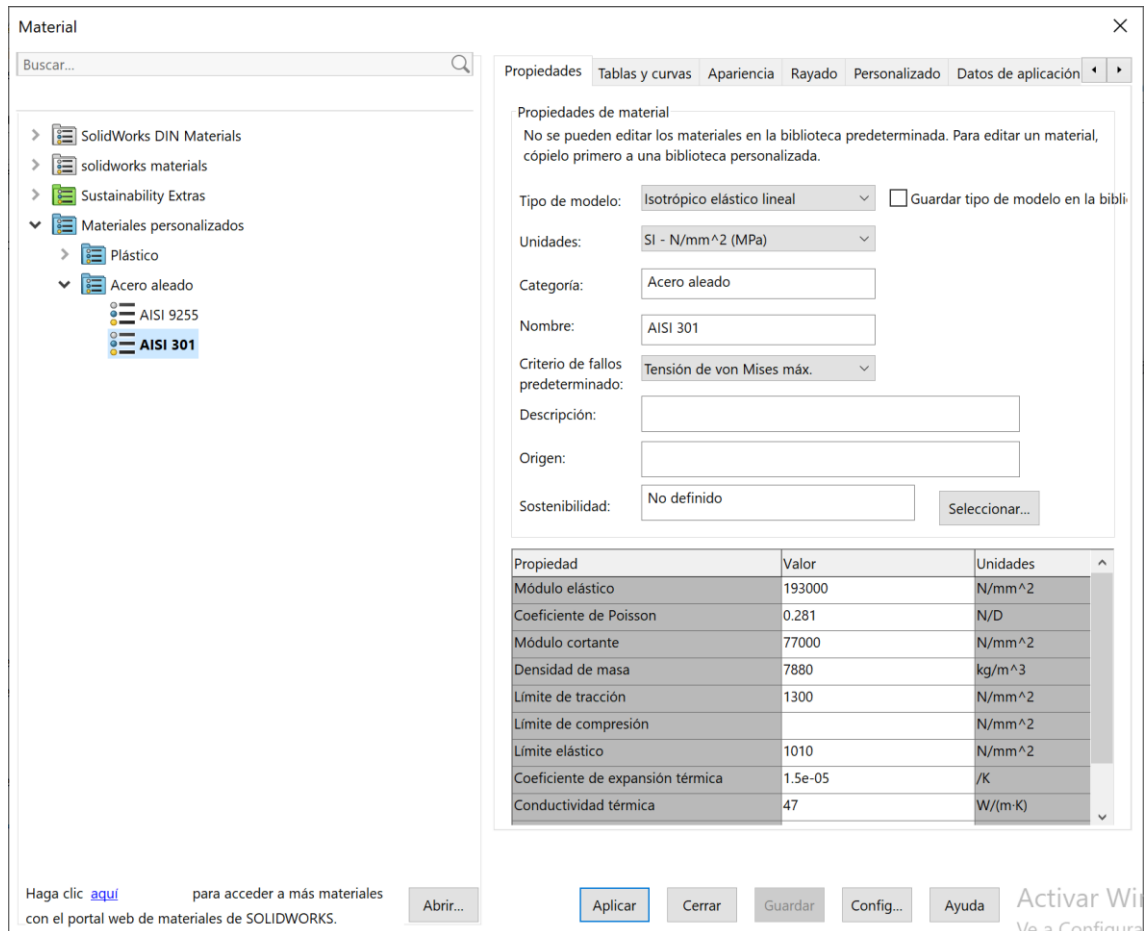 Material
Buscar...
SolidWorks DIN Materials
solidworks materials
Sustainability Extras
Materiales personalizados
Plástico
Acero aleado
AISI 9255
AISI 301
Haga clic aquí para acceder a más materiales
con el portal web de materiales de SOLIDWORKS.
Abrir...
Propiedades Tablas y curvas Apariencia Rayado Personalizado Datos de aplicación
Propiedades de material
No se pueden editar los materiales en la biblioteca predeterminada. Para editar un material,
cópielo primero a una biblioteca personalizada.
Tipo de modelo: Isotrópico elástico lineal Guardar tipo de modelo en la bibli
Unidades: SI - N/mm^2 (MPa)
Categoría: Acero aleado
Nombre: AISI 301
Criterio de fallos
predeterminado: Tensión de von Mises máx.
Descripción:
Origen:
Sostenibilidad: No definido Seleccionar...
Propiedad Valor Unidades
Módulo elástico 193000 N/mm^2
Coeficiente de Poisson 0.281 N/D
Módulo cortante 77000 N/mm^2
Densidad de masa 7880 kg/m^3
Límite de tracción 1300 N/mm^2
Límite de compresión N/mm^2
Límite elástico 1010 N/mm^2
Coeficiente de expansión térmica 1.5e-05 /K
Conductividad térmica 47 W/(m·K)
Aplicar Cerrar Guardar Config... Ayuda
Activar Wi
Ve a Configura